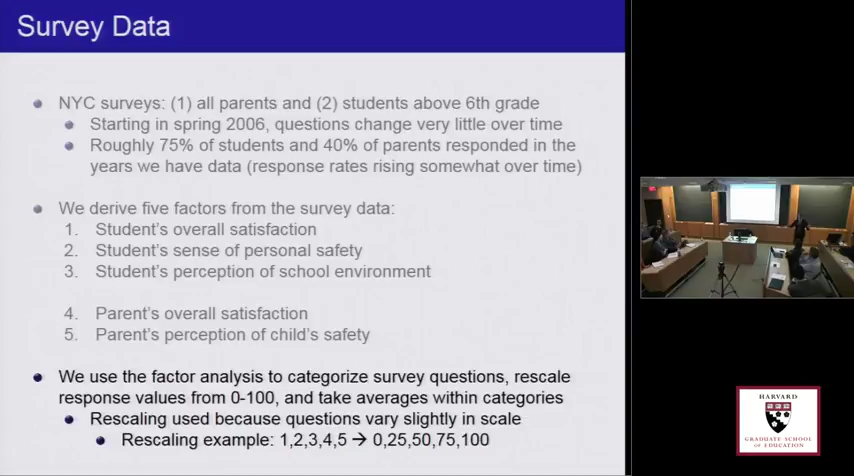 Survey Data
NYC surveys: (1) all parents and (2) students above 6th grade
Starting in spring 2006, questions change very little over time
Roughly 75% of students and 40% of parents responded in the
years we have data (response rates rising somewhat over time)
We derive five factors from the survey data:
1. Student's overall satisfaction
2. Student's sense of personal safety
3. Student's perception of school environment
4. Parent's overall satisfaction
5. Parent's perception of child's safety
We use the factor analysis to categorize survey questions, rescale
response values from 0-100, and take averages within categories
Rescaling used because questions vary slightly in scale
Rescaling example: 1,2,3,4,5 → 0,25,50,75,100
HARVARD
GRADUATE SCHOOL
OF EDUCATION